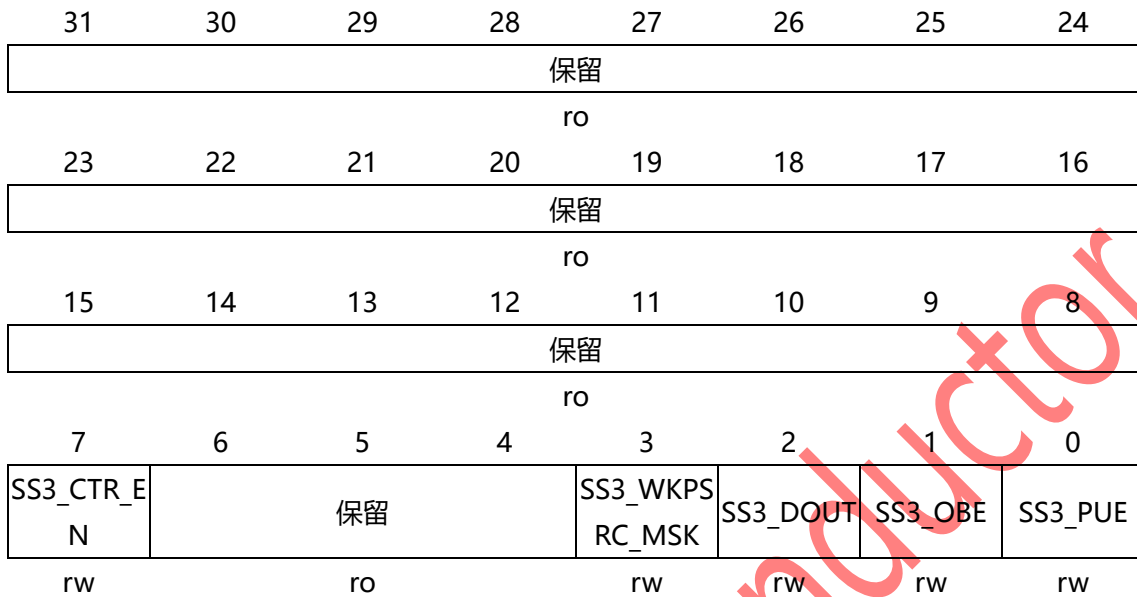 31 30 29 28 27 26 25 24
保留
ro
23 22 21 20 19 18 17 16
保留
ro
15 14 13 12 11 10 9 8
保留
ro
7 6 5 4 3 2 1 0
SS3_CTR_E
N
保留
SS3_WKPS
RC_MSK
SS3_DOUT
SS3_OBE
SS3_PUE
rw ro rw rw rw rw
nductor